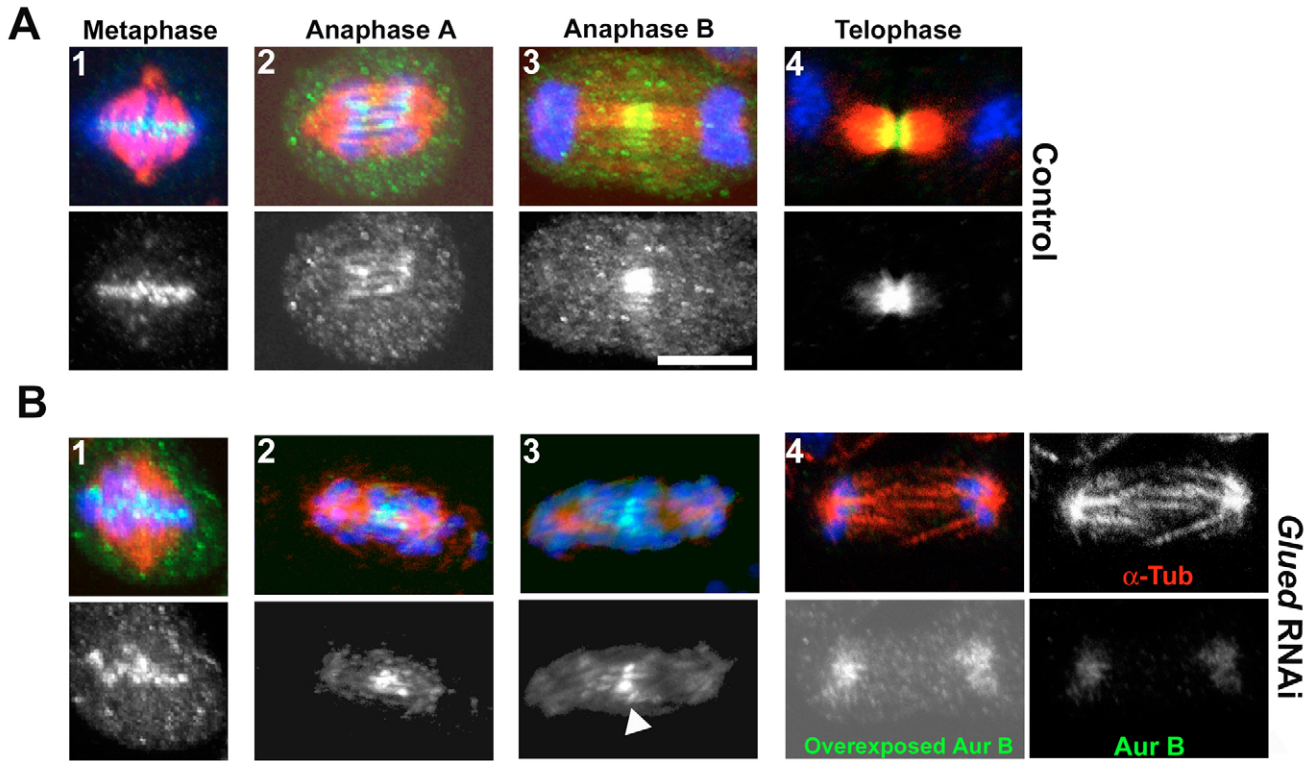 A
Metaphase
Anaphase A
Anaphase B
Telophase
1
2
3
4
Control
B
1
2
3
4
α-Tub
Overexposed Aur B
Aur B
Glued RNAi